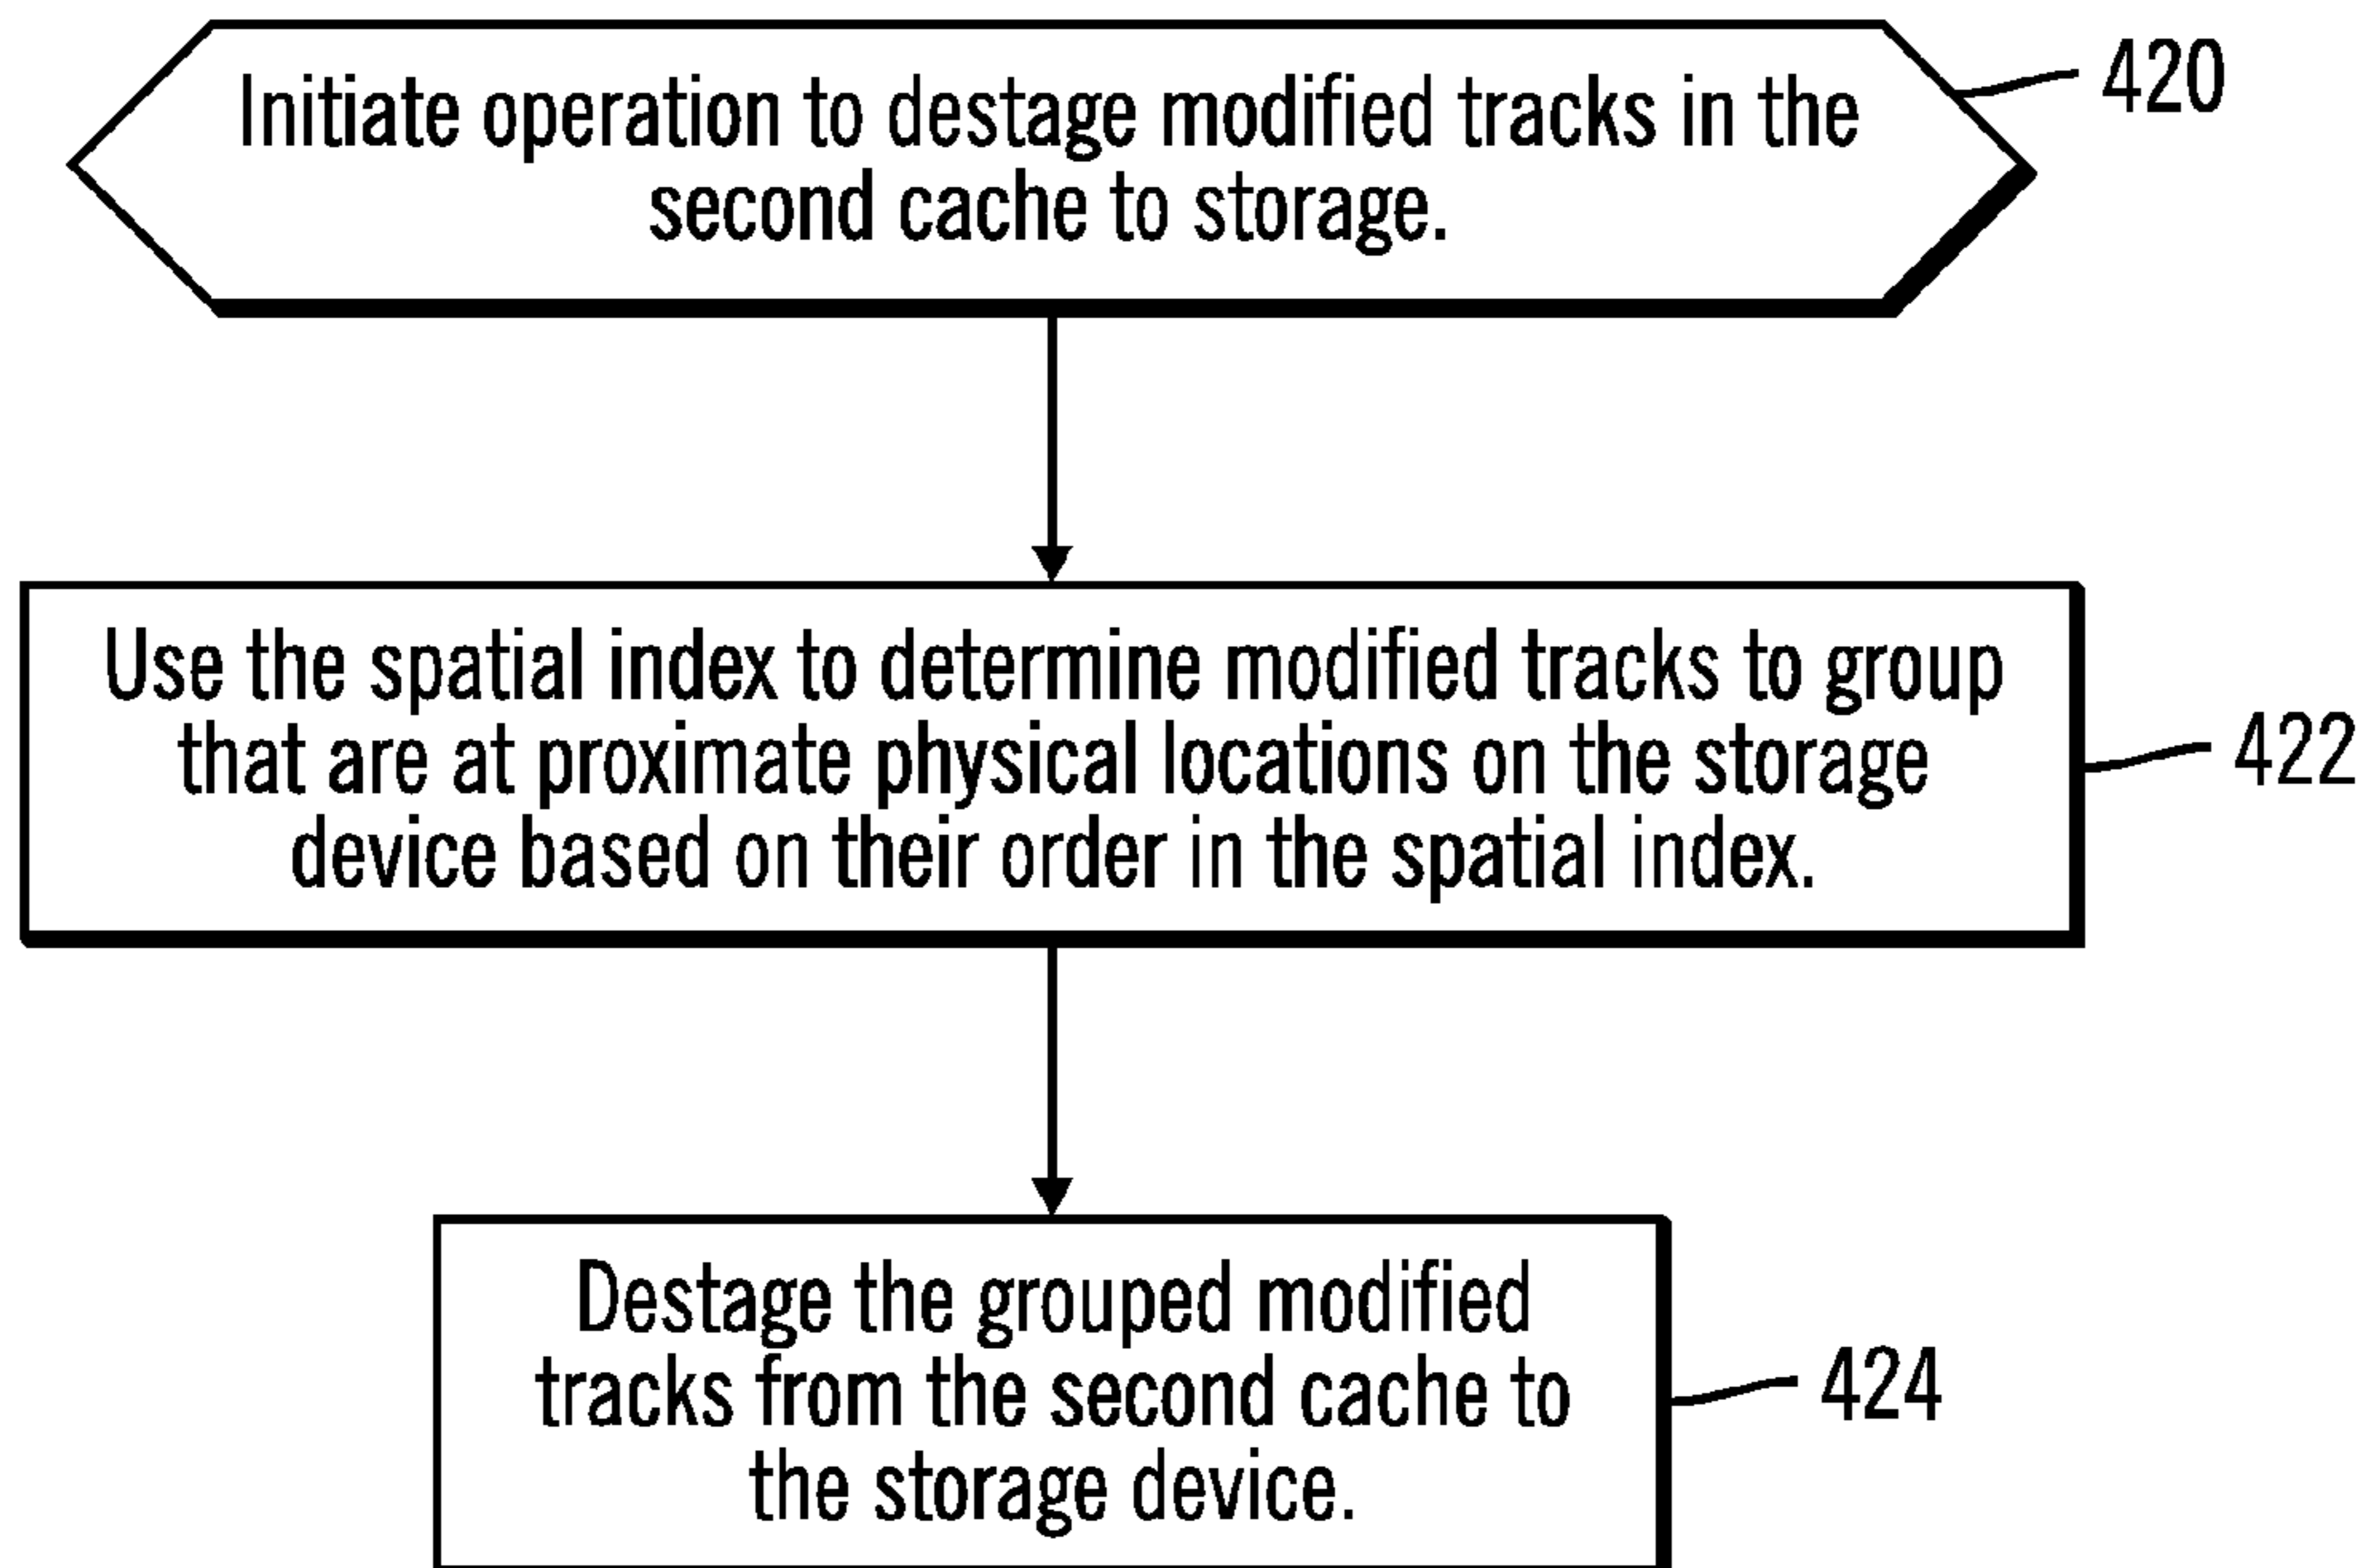 Initiate operation to destage modified tracks in the
second cache to storage.
420
Use the spatial index to determine modified tracks to group
that are at proximate physical locations on the storage
device based on their order in the spatial index.
422
Destage the grouped modified
tracks from the second cache to
the storage device.
424